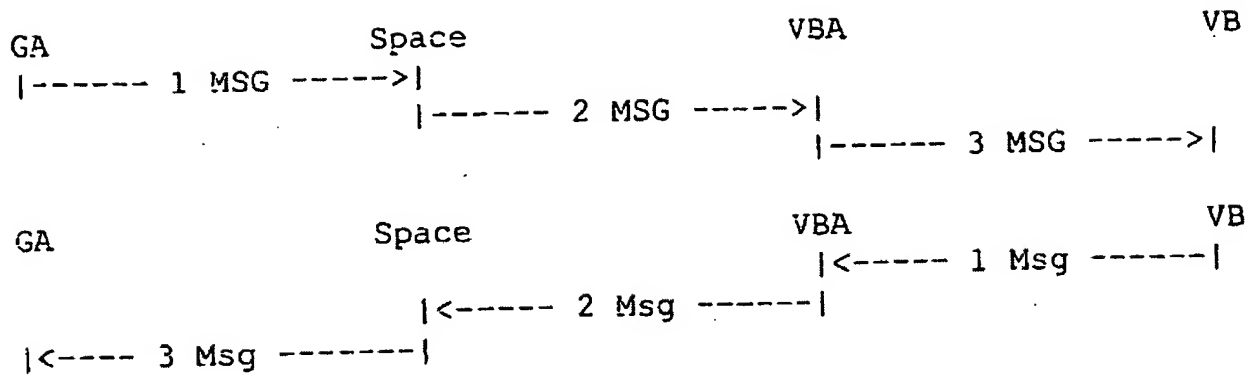 GA Space VBA VB
|------ 1 MSG ----->|
|------ 2 MSG ----->|
|------ 3 MSG ----->|
GA Space VBA VB
|<----- 1 Msg ------|
|<----- 2 Msg ------|
|<---- 3 Msg -------|